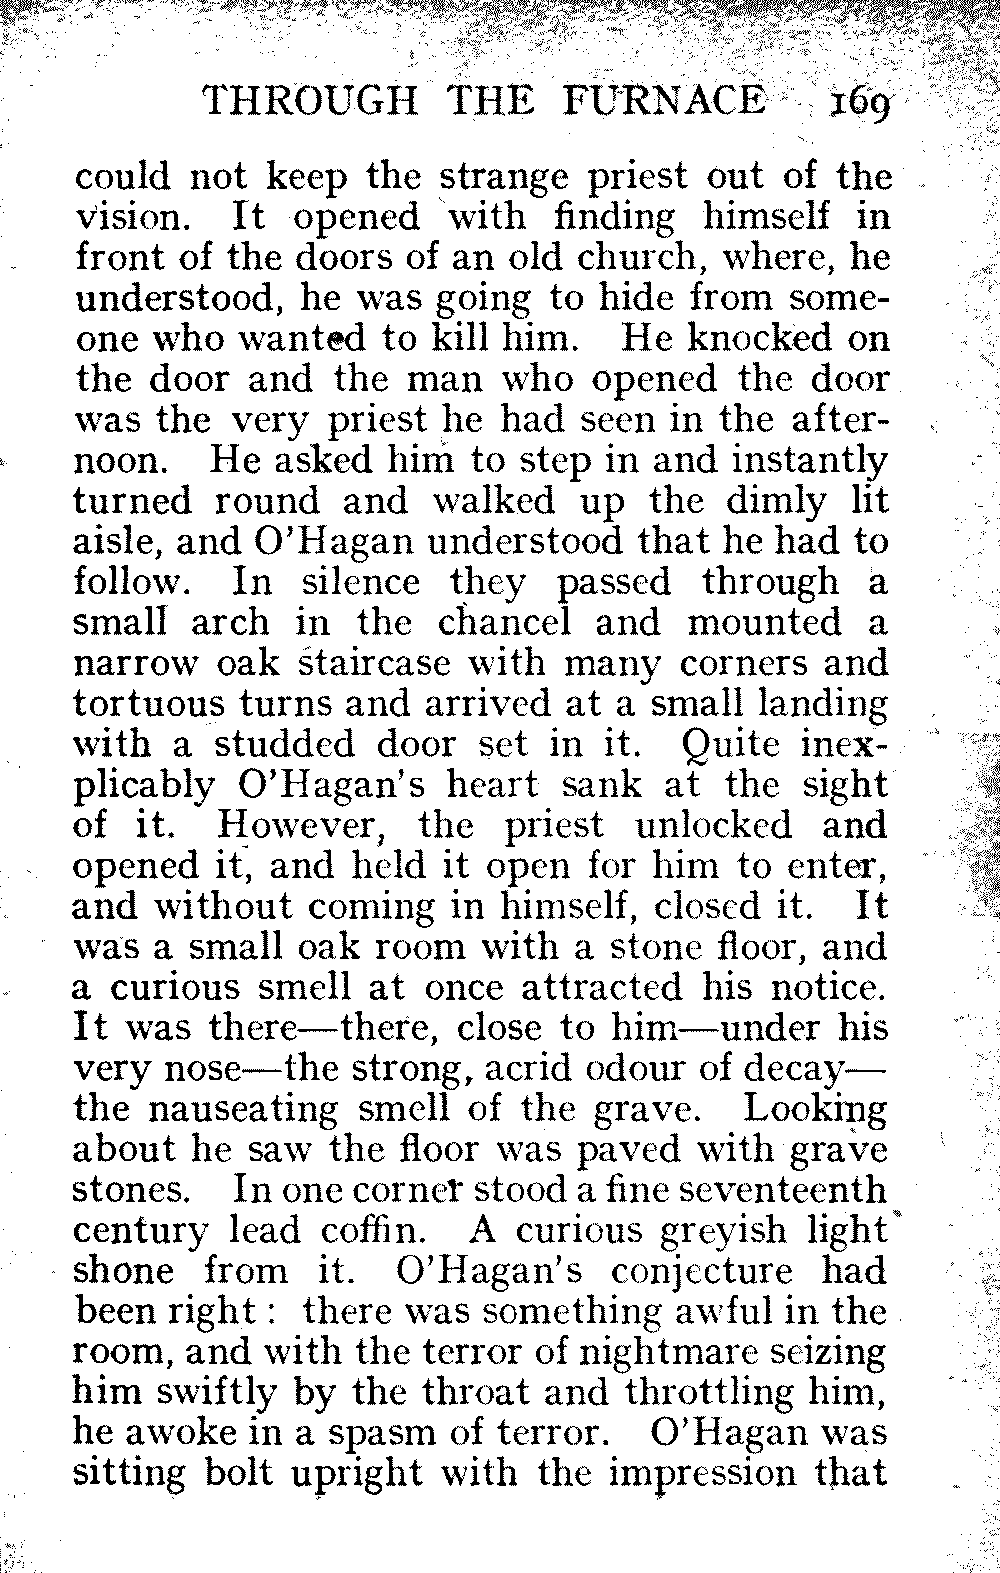 THROUGH THE FURNACE 169
could not keep the strange priest out of the
vision. It opened with finding himself in
front of the doors of an old church, where, he
understood, he was going to hide from some-
one who wanted to kill him. He knocked on
the door and the man who opened the door
was the very priest he had seen in the after-
noon. He asked him to step in and instantly
turned round and walked up the dimly lit
aisle, and O'Hagan understood that he had to
follow. In silence they passed through a
small arch in the chancel and mounted a
narrow oak staircase with many corners and
tortuous turns and arrived at a small landing
with a studded door set in it. Quite inex-
plicably O'Hagan's heart sank at the sight
of it. However, the priest unlocked and
opened it, and held it open for him to enter,
and without coming in himself, closed it. It
was a small oak room with a stone floor, and
a curious smell at once attracted his notice.
It was there—there, close to him—under his
very nose—the strong, acrid odour of decay—
the nauseating smell of the grave. Looking
about he saw the floor was paved with grave
stones. In one corner stood a fine seventeenth
century lead coffin. A curious greyish light
shone from it. O'Hagan's conjecture had
been right : there was something awful in the
room, and with the terror of nightmare seizing
him swiftly by the throat and throttling him,
he awoke in a spasm of terror. O'Hagan was
sitting bolt upright with the impression that